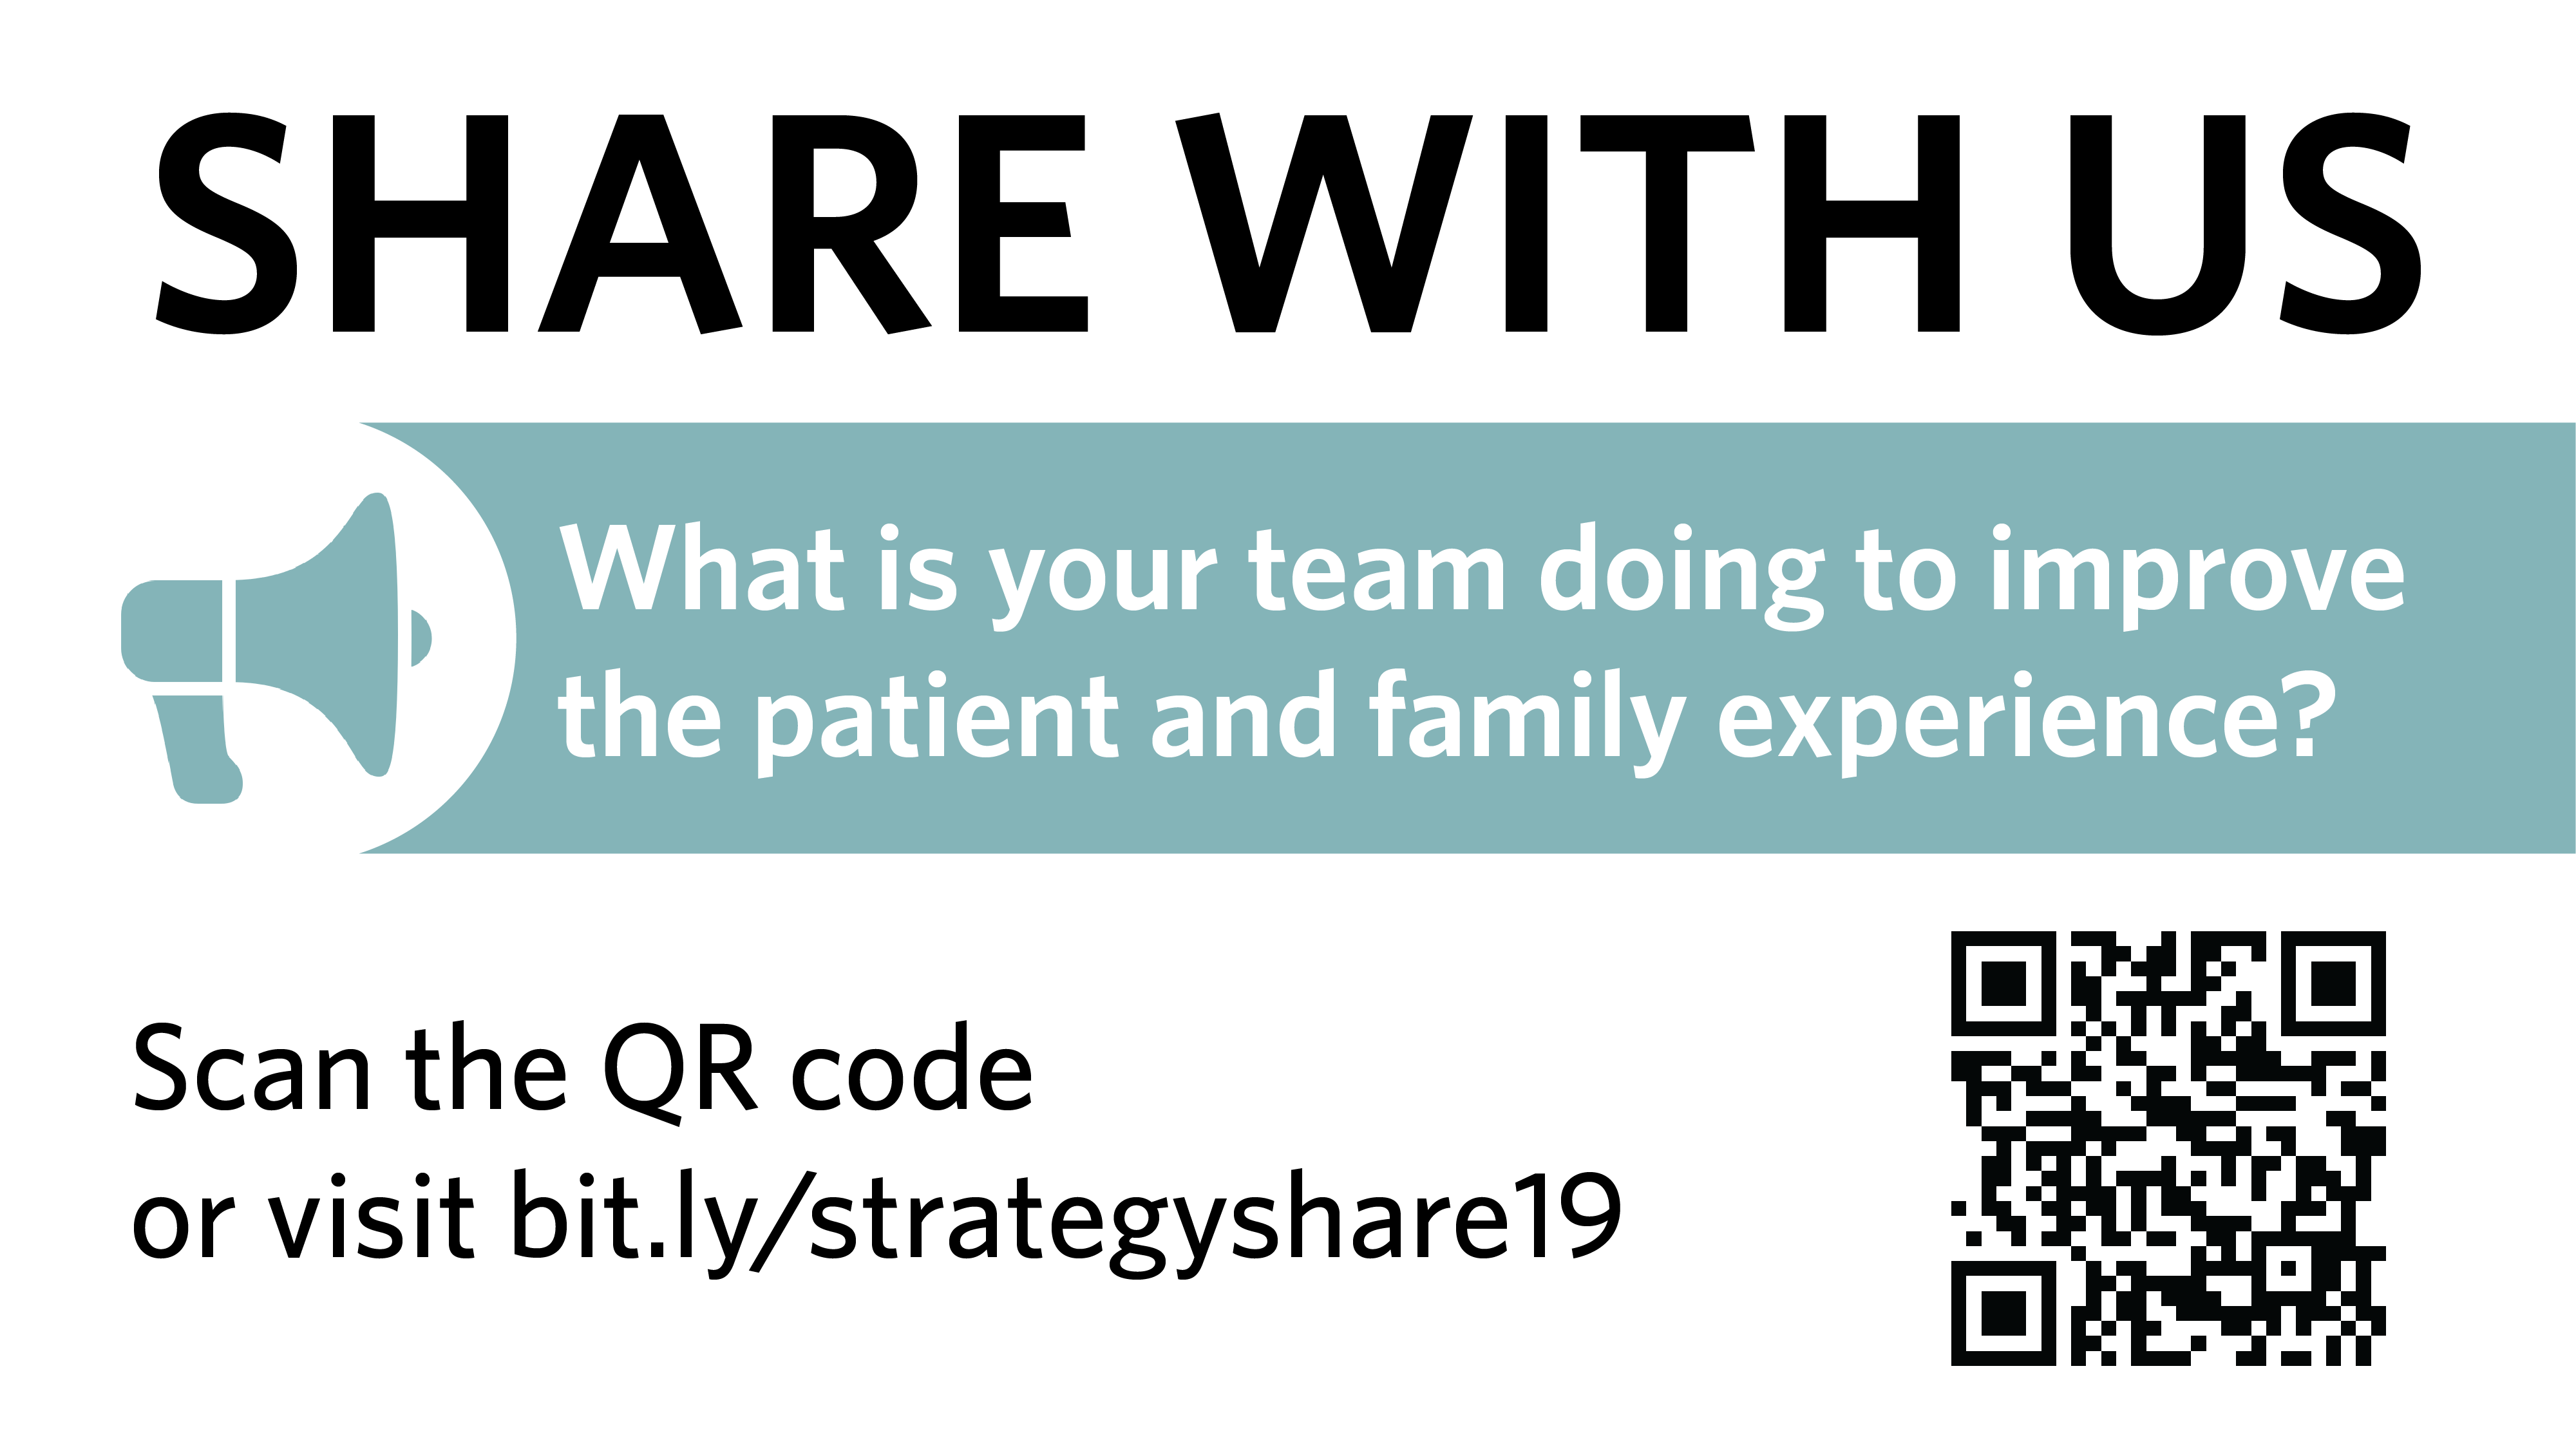 SHARE WITH US
What is your team doing to improve
the patient and family experience?
Scan the QR code
or visit bit.ly/strategyshare19